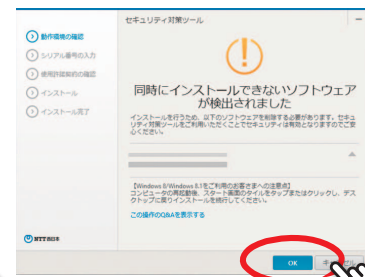 セキュリティ対策ツール
動作環境の確認
シリアル番号の入力
使用許諾契約の確認
インストール
インストール完了
同時にインストールできないソフトウェア
が検出されました
インストールを行うため、以下のソフトウェアを削除する必要があります。セキュ
リティ対策ツールをご利用いただくことでセキュリティは有効となりますのでご安
心ください。
【Windows 8/Windows 8.1をご利用のお客さまへの注意点】
コンピュータの再起動後、スタート画面のタイルをタップまたはクリックし、デス
クトップに戻りインストールを続行してください。
この操作のQ&Aを表示する
NTT西日本
OK